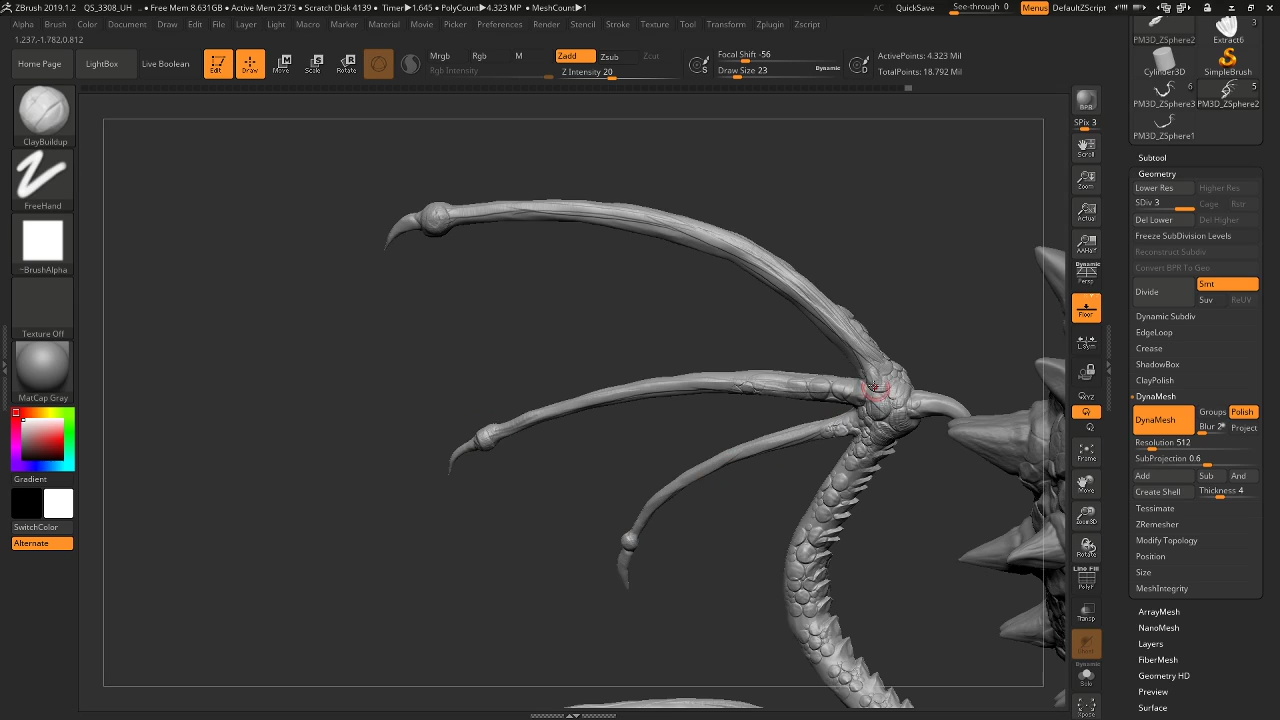 ZBrush 2019.1.2 QS_3308_UH ... • Free Mem 8.631GB • Active Mem 2373 • Scratch Disk 4139 • Timer▶1.645 • PolyCount▶4.323 MP • MeshCount▶1 AC QuickSave See-through 0 Menus DefaultZScript
Alpha Brush Color Document Draw Edit File Layer Light Macro Marker Material Movie Picker Preferences Render Stencil Stroke Texture Tool Transform Zplugin Zscript
1.237,-1.782,0.812
Home Page LightBox Live Boolean
Edit Draw Move Scale Rotate
Mrgb Rgb M
Rgb Intensity
Zadd Zsub Zcut
Z Intensity 20
S
Focal Shift -56
Draw Size 23 Dynamic
D
ActivePoints: 4.323 Mil
TotalPoints: 18.792 Mil
ClayBuildup
FreeHand
~BrushAlpha
Texture Off
MatCap Gray
Gradient
SwitchColor
Alternate
BPR
SPix 3
Scroll
Zoom
Actual
AAHalf
Dynamic
Persp
Floor
L.Sym
Frame
Move
Zoom3D
Rotate
Line Fill
PolyF
Transp
Dynamic
Solo
Xpose
PM3D_ZSphere2 3 Extract6
Cylinder3D SimpleBrush
6 5
PM3D_ZSphere3 PM3D_ZSphere2
PM3D_ZSphere1
Subtool
Geometry
Lower Res Higher Res
SDiv 3 Cage Rstr
Del Lower Del Higher
Freeze SubDivision Levels
Reconstruct Subdiv
Convert BPR To Geo
Divide Smt
Suv ReUV
Dynamic Subdiv
EdgeLoop
Crease
ShadowBox
ClayPolish
DynaMesh
DynaMesh Groups Polish
Blur 2 Project
Resolution 512
SubProjection 0.6
Add Sub And
Create Shell Thickness 4
Tessimate
ZRemesher
Modify Topology
Position
Size
MeshIntegrity
ArrayMesh
NanoMesh
Layers
FiberMesh
Geometry HD
Preview
Surface